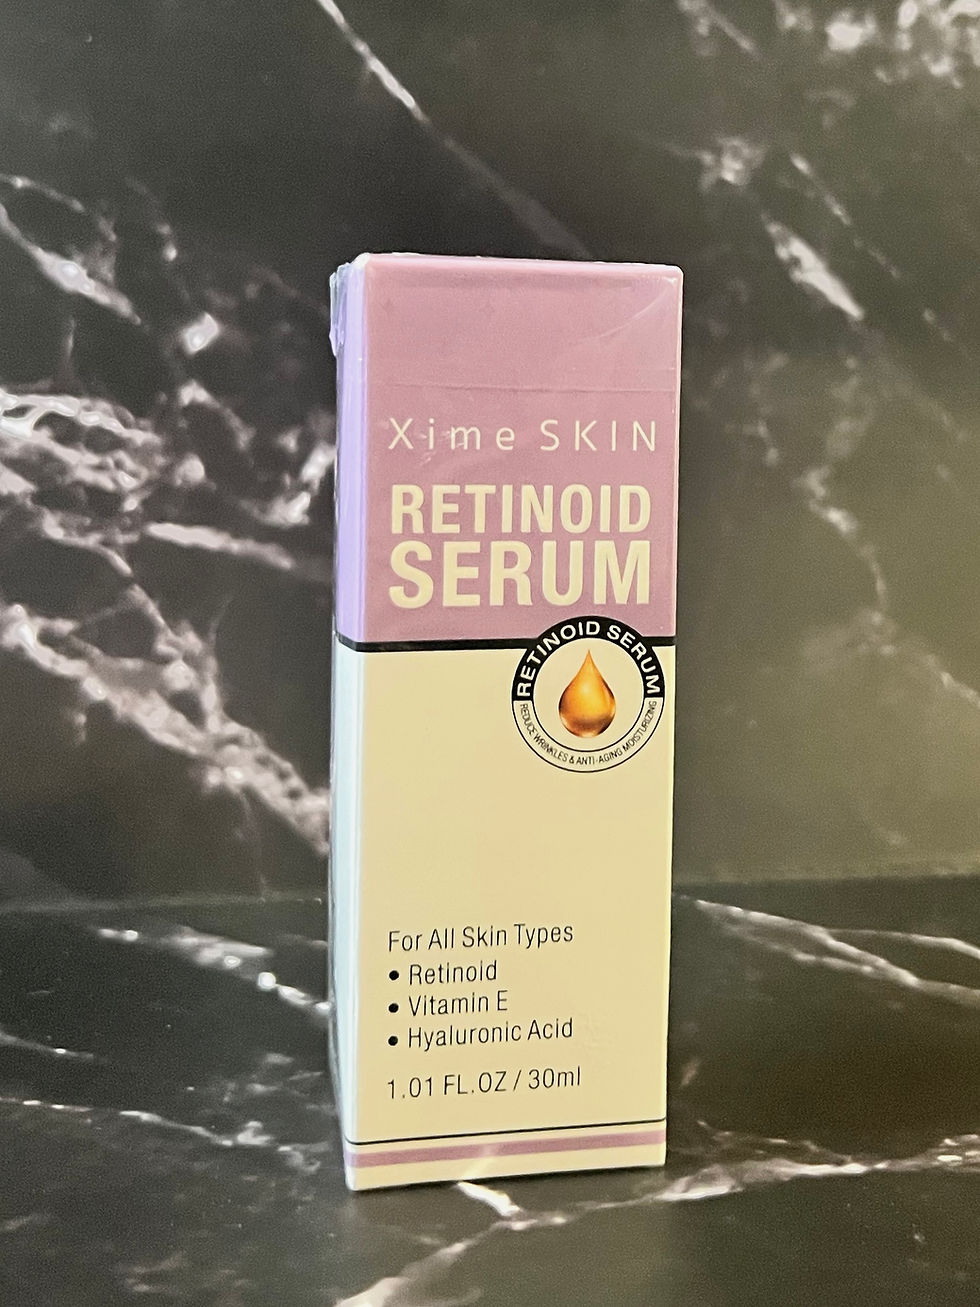 Xime SKIN
RETINOID
SERUM
RETINOID SERUM
REDUCE WRINKLES & ANTI-AGING MOISTURIZING
For All Skin Types
• Retinoid
• Vitamin E
• Hyaluronic Acid
1.01 FL.OZ / 30ml